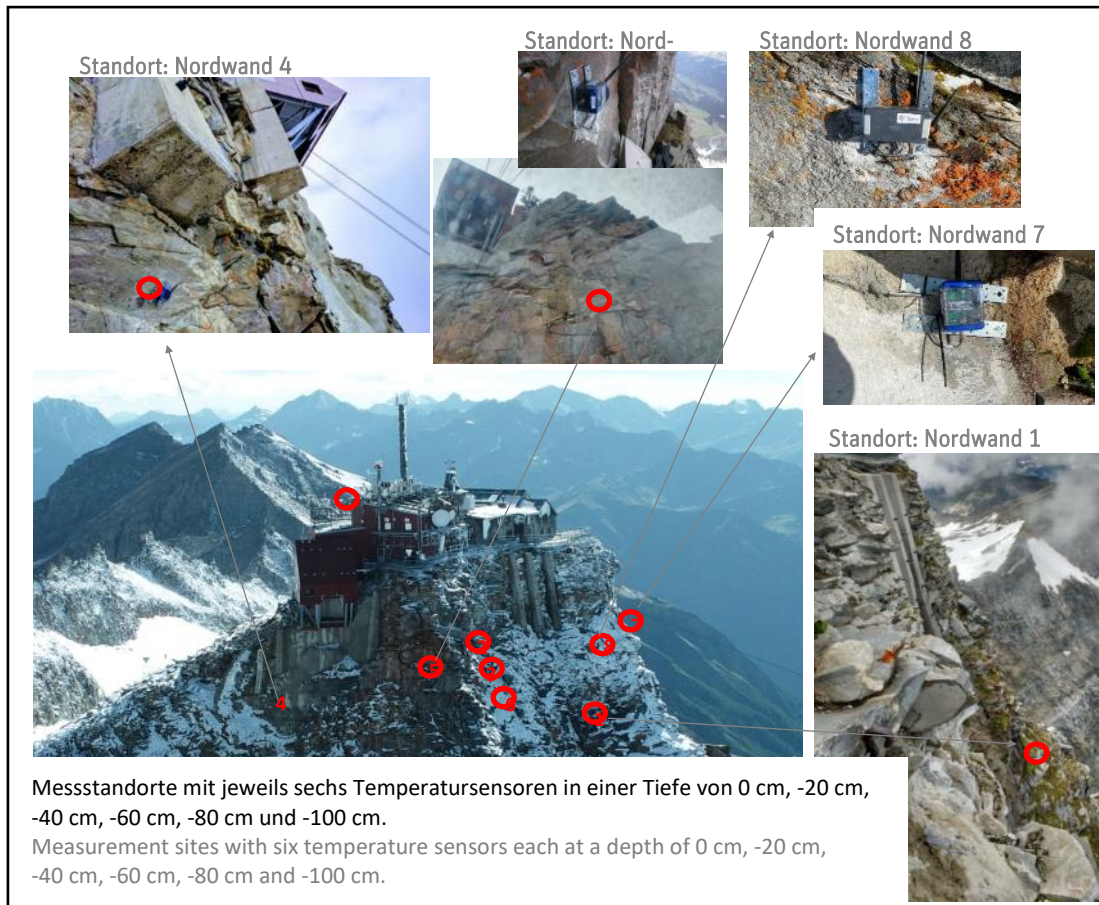 Standort: Nordwand 4
Standort: Nord-
Standort: Nordwand 8
Standort: Nordwand 7
Standort: Nordwand 1
4
Messstandorte mit jeweils sechs Temperatursensoren in einer Tiefe von 0 cm, -20 cm,
-40 cm, -60 cm, -80 cm und -100 cm.
Measurement sites with six temperature sensors each at a depth of 0 cm, -20 cm,
-40 cm, -60 cm, -80 cm and -100 cm.